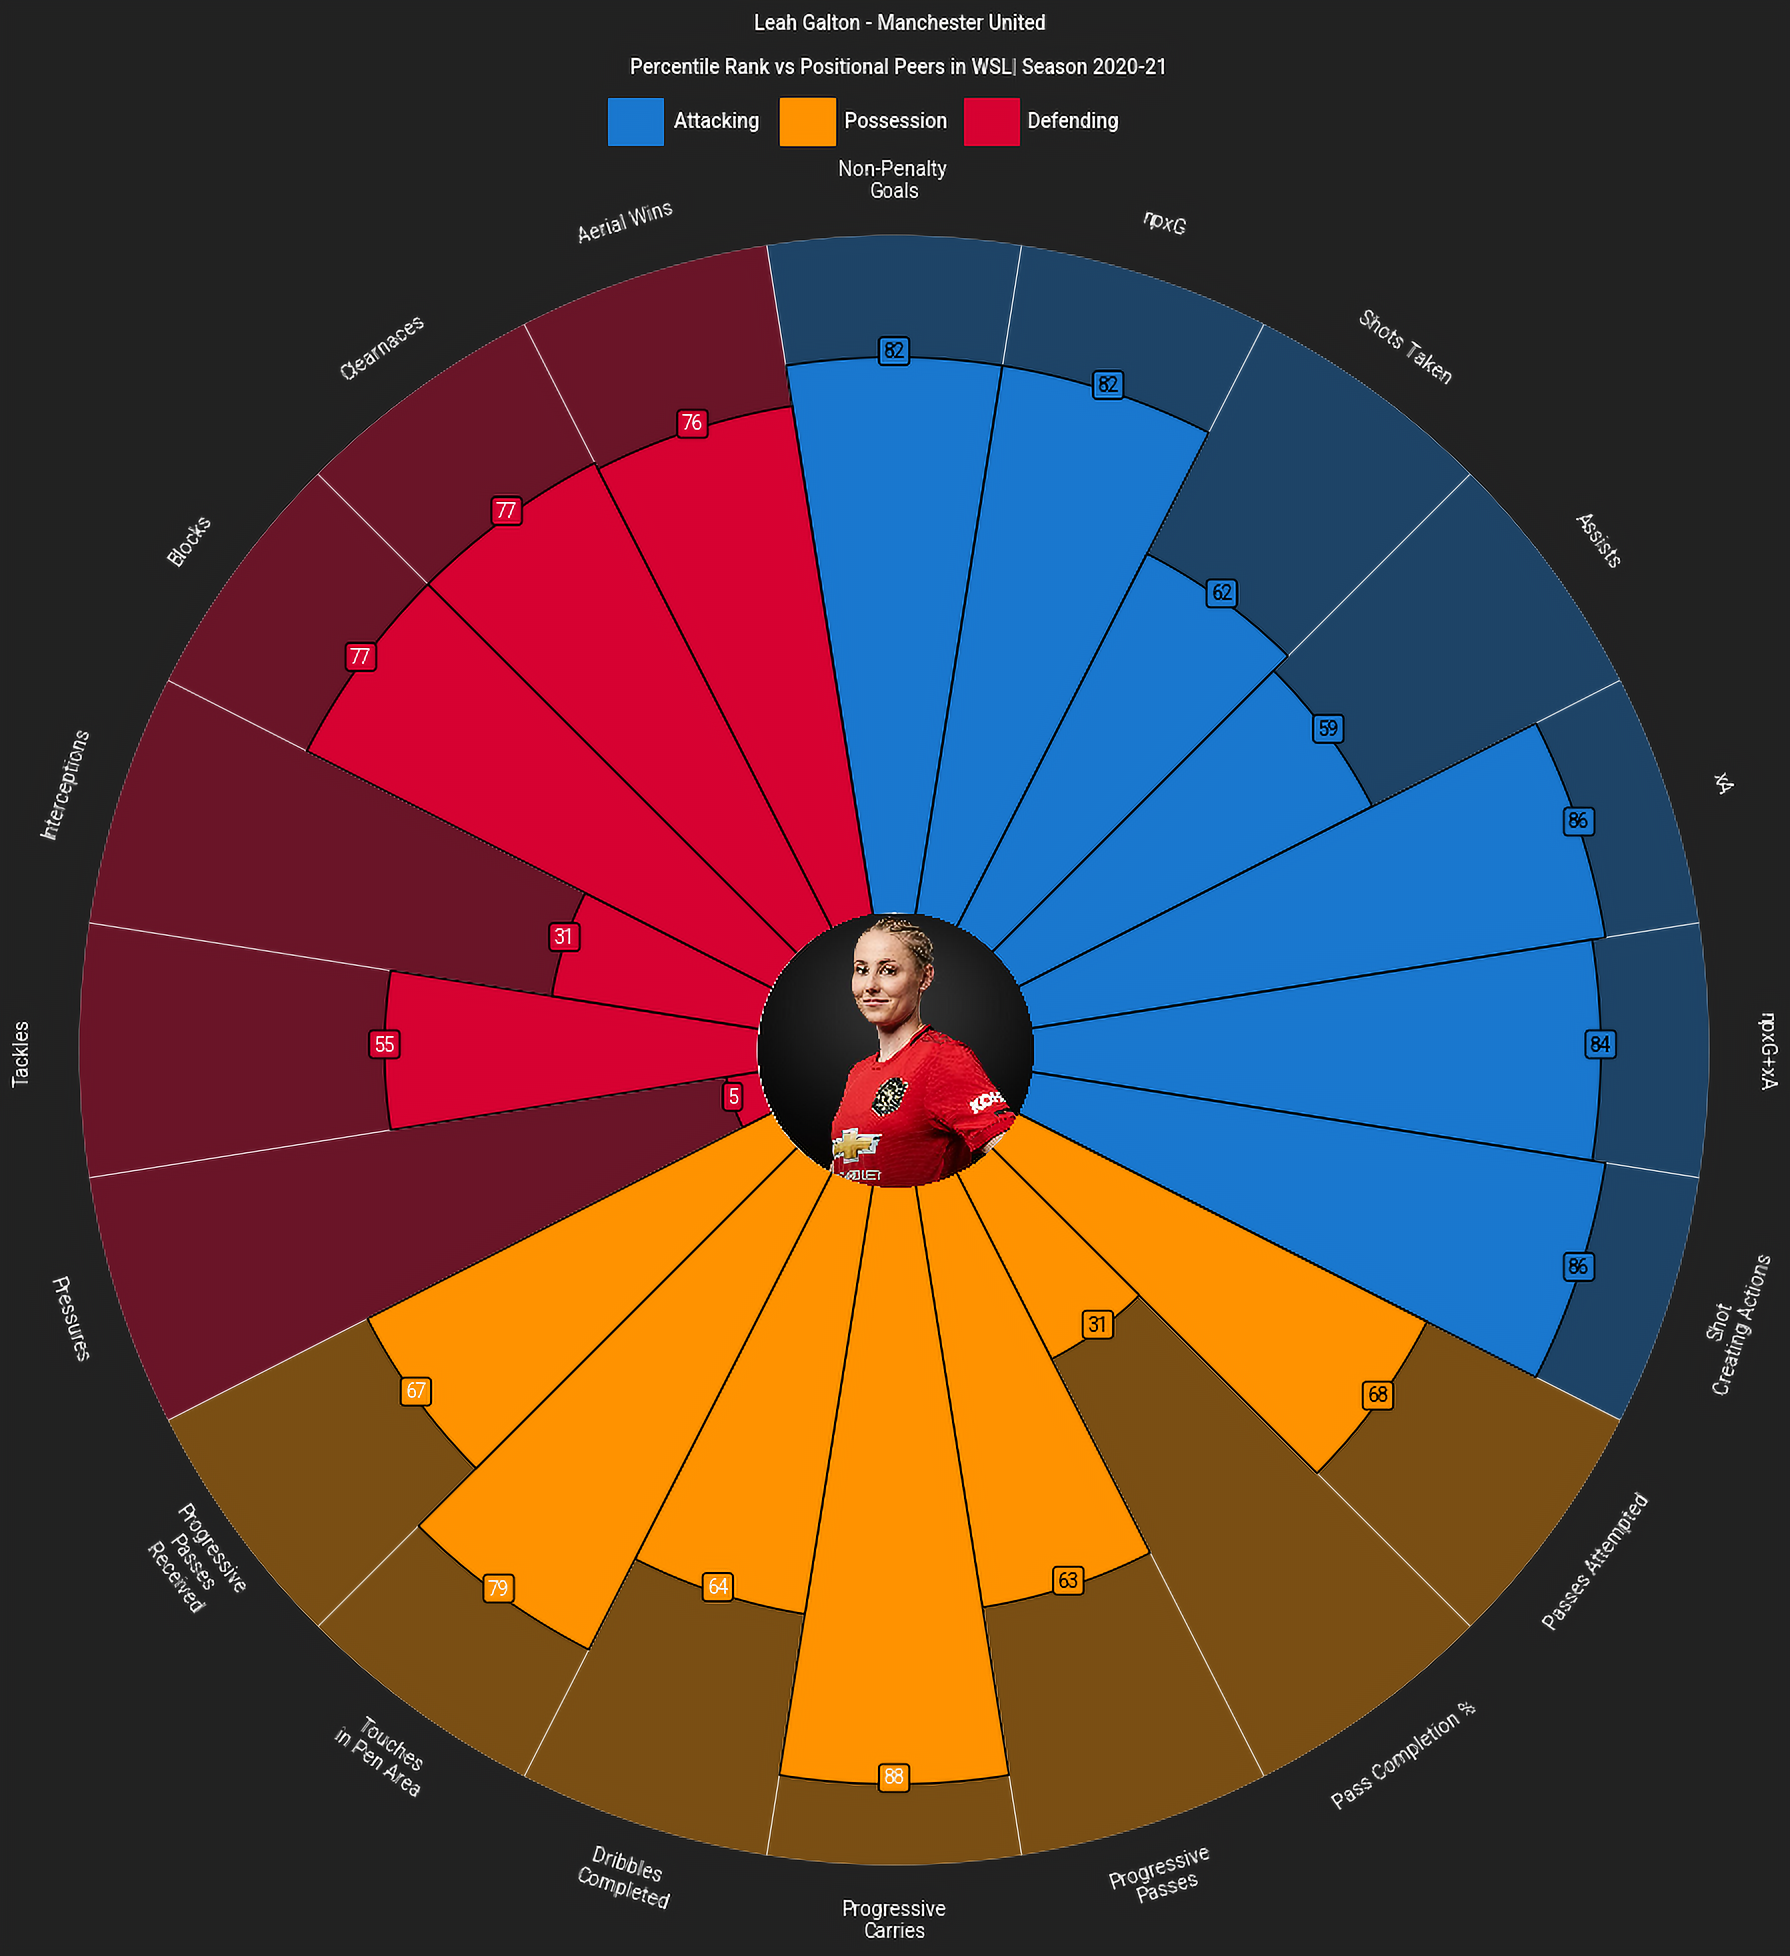 Leah Galton - Manchester United
Percentile Rank vs Positional Peers in WSL| Season 2020-21
Attacking
Possession
Defending
Non-Penalty
Goals
npxG
Shots Taken
Assists
xA
npxG+xA
Shot
Creating Actions
Passes Attempted
Pass Completion %
Progressive
Passes
Progressive
Carries
Dribbles
Completed
Touches
in Pen Area
Progressive
Passes
Received
Pressures
Tackles
Interceptions
Blocks
Clearnaces
Aerial Wins
82
82
62
59
86
84
86
68
31
63
88
64
79
67
5
55
31
77
77
76